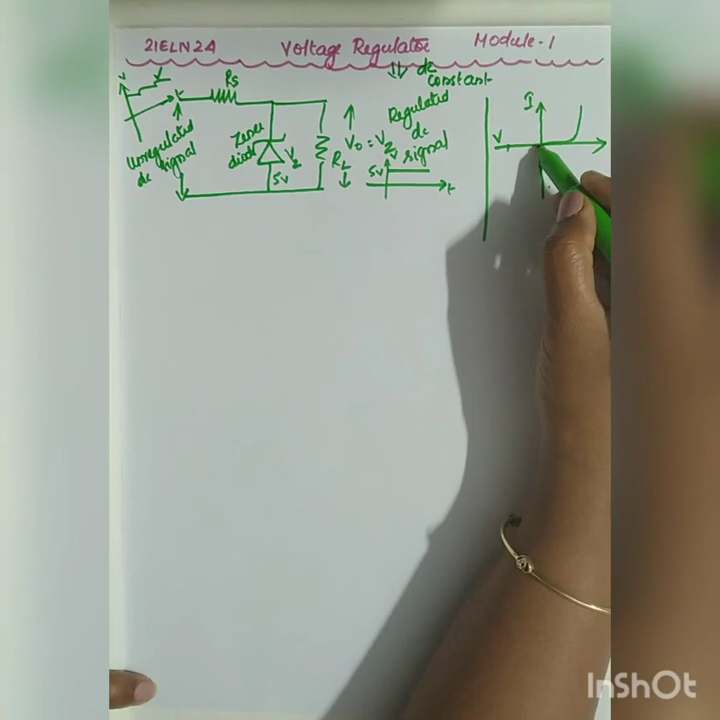 21ELN24 Voltage Regulator Module-1
dc
constant
V
t
Rs
Unregulated
dc signal
Zener
diode
Vz
5v
RL
Vo = Vz
Regulated
dc
signal
5v
t
I
V
InShOt